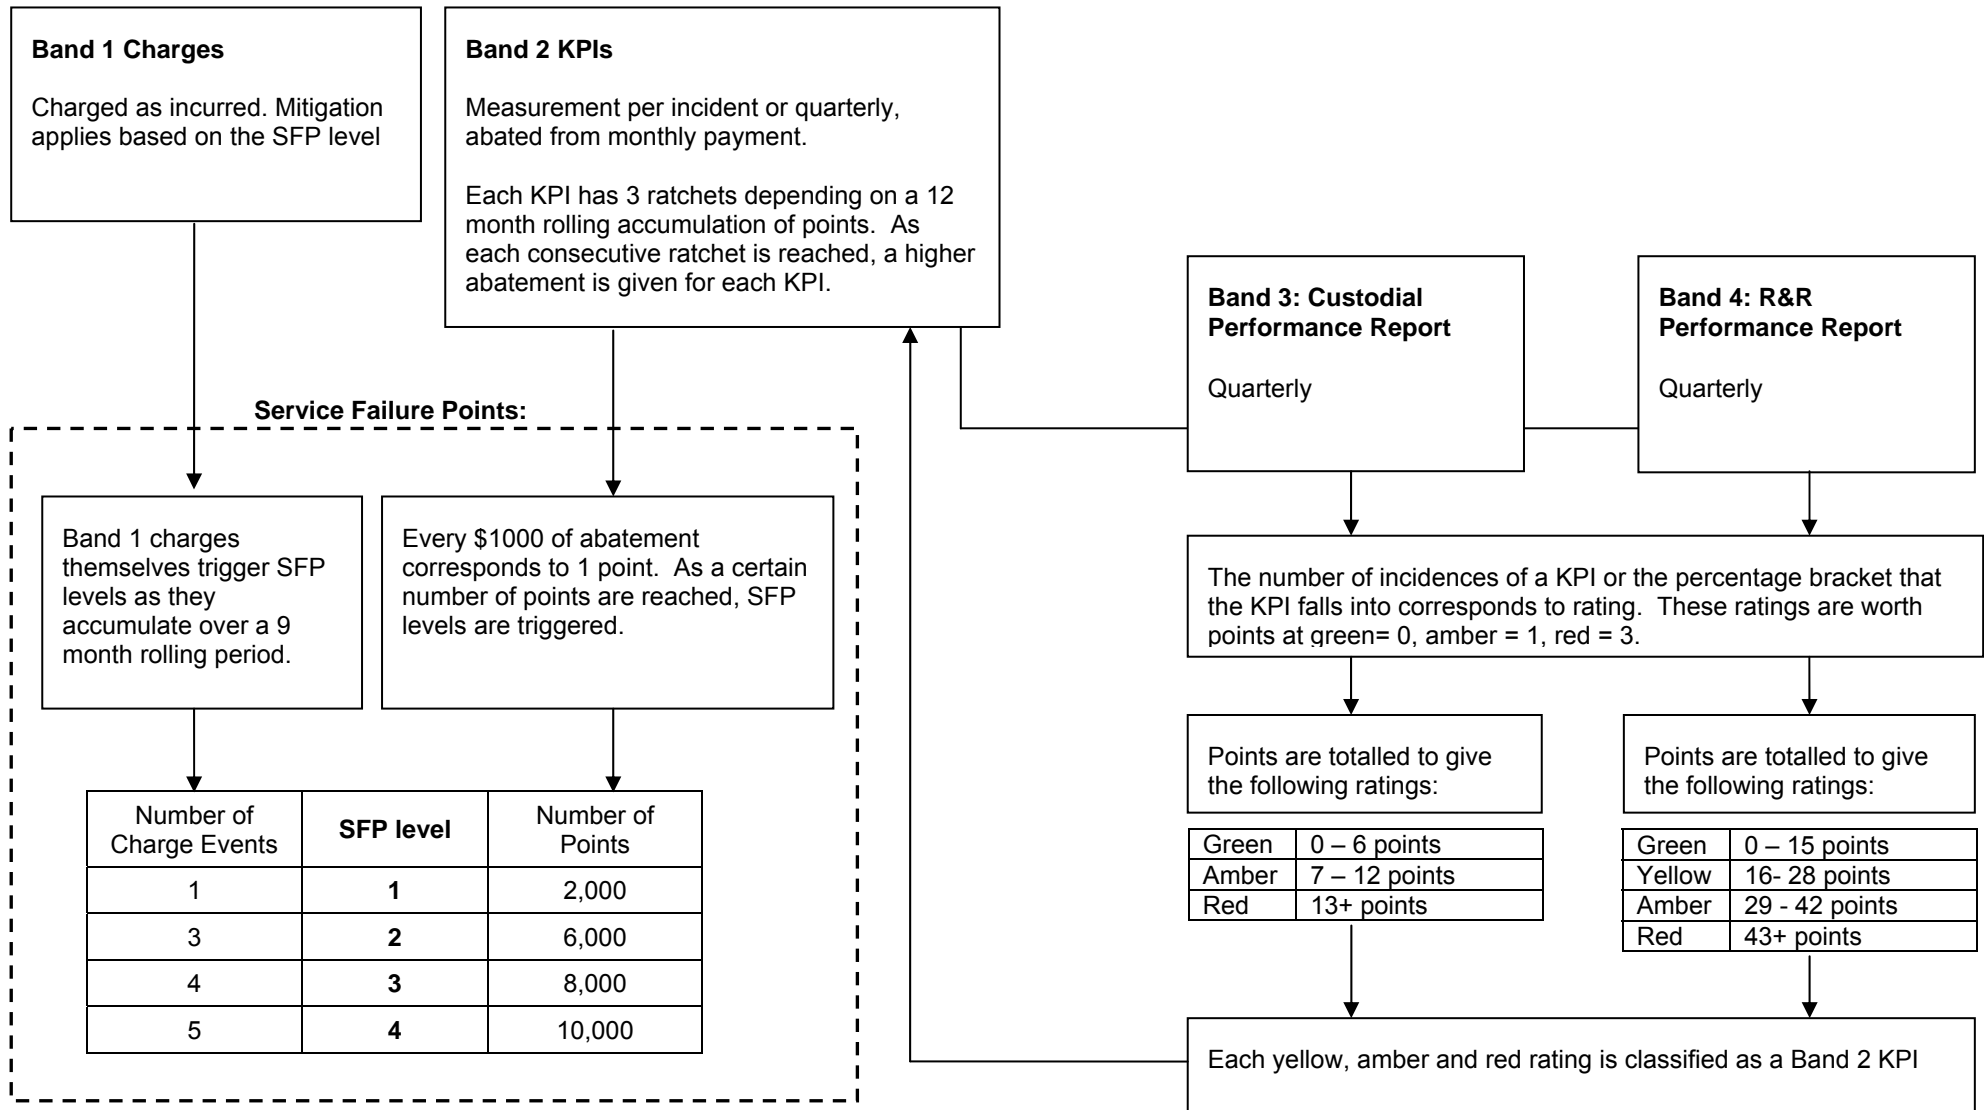 Band 1 Charges
Charged as incurred. Mitigation
applies based on the SFP level
Band 2 KPIs
Measurement per incident or quarterly,
abated from monthly payment.
Each KPI has 3 ratchets depending on a 12
month rolling accumulation of points.  As
each consecutive ratchet is reached, a higher
abatement is given for each KPI.
Band 3: Custodial
Performance Report
Quarterly
Band 4: R&R
Performance Report
Quarterly
Service Failure Points:
Band 1 charges
themselves trigger SFP
levels as they
accumulate over a 9
month rolling period.
Every $1000 of abatement
corresponds to 1 point.  As a certain
number of points are reached, SFP
levels are triggered.
The number of incidences of a KPI or the percentage bracket that
the KPI falls into corresponds to rating.  These ratings are worth
points at green= 0, amber = 1, red = 3.
Points are totalled to give
the following ratings:
Points are totalled to give
the following ratings:
Number of
Charge Events
SFP level
Number of
Points
1 1 2,000
3 2 6,000
4 3 8,000
5 4 10,000
Green 0 – 6 points
Amber 7 – 12 points
Red 13+ points
Green 0 – 15 points
Yellow 16- 28 points
Amber 29 - 42 points
Red 43+ points
Each yellow, amber and red rating is classified as a Band 2 KPI